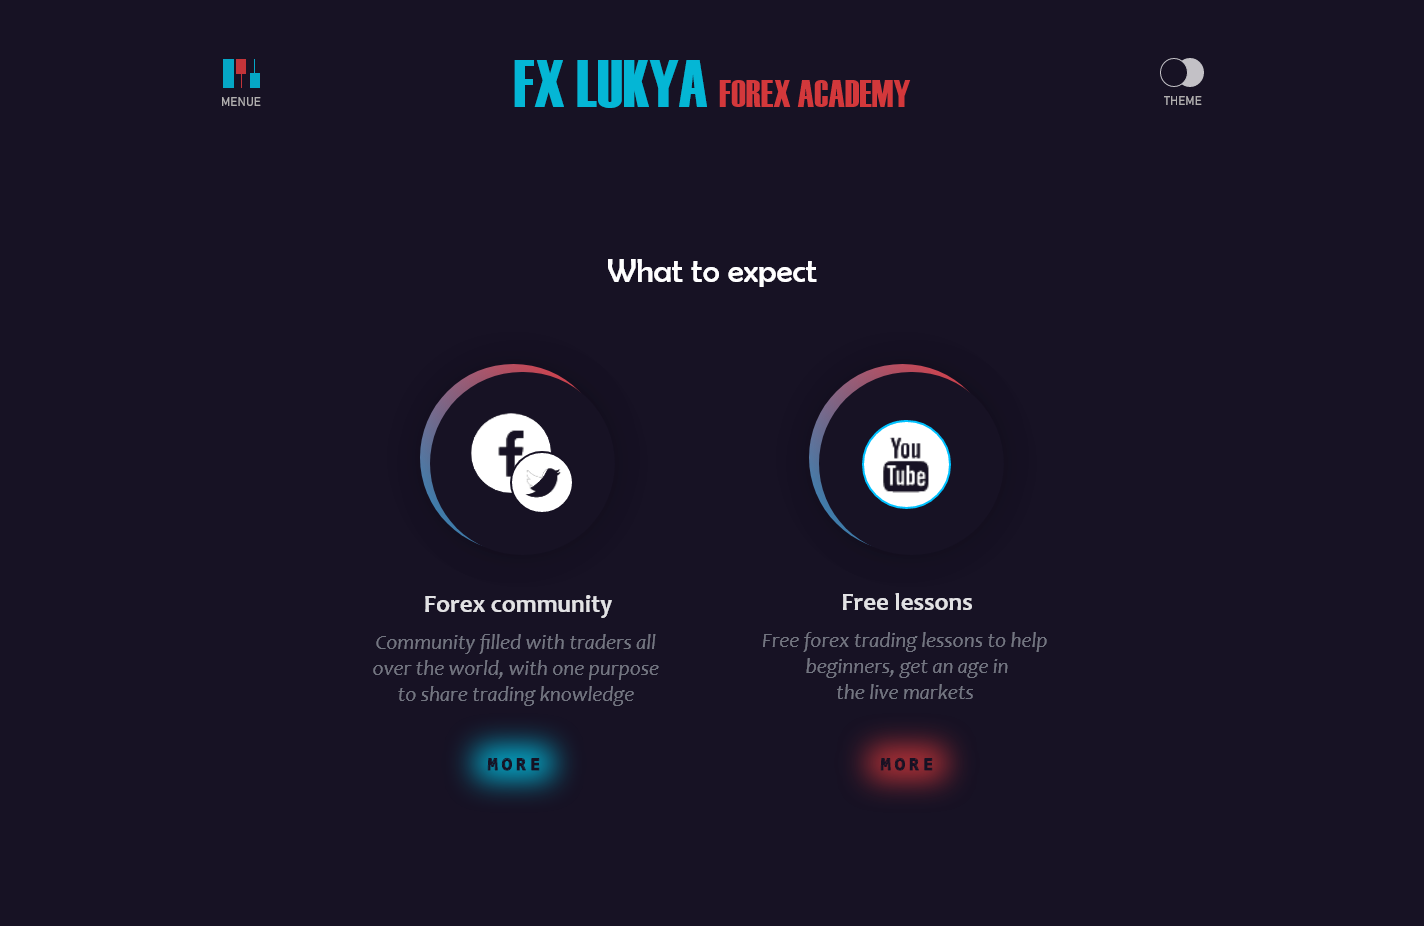 MENUE
FX LUKYA FOREX ACADEMY
THEME
What to expect
f
You
Tube
Forex community
Community filled with traders all
over the world, with one purpose
to share trading knowledge
MORE
Free lessons
Free forex trading lessons to help
beginners, get an age in
the live markets
MORE